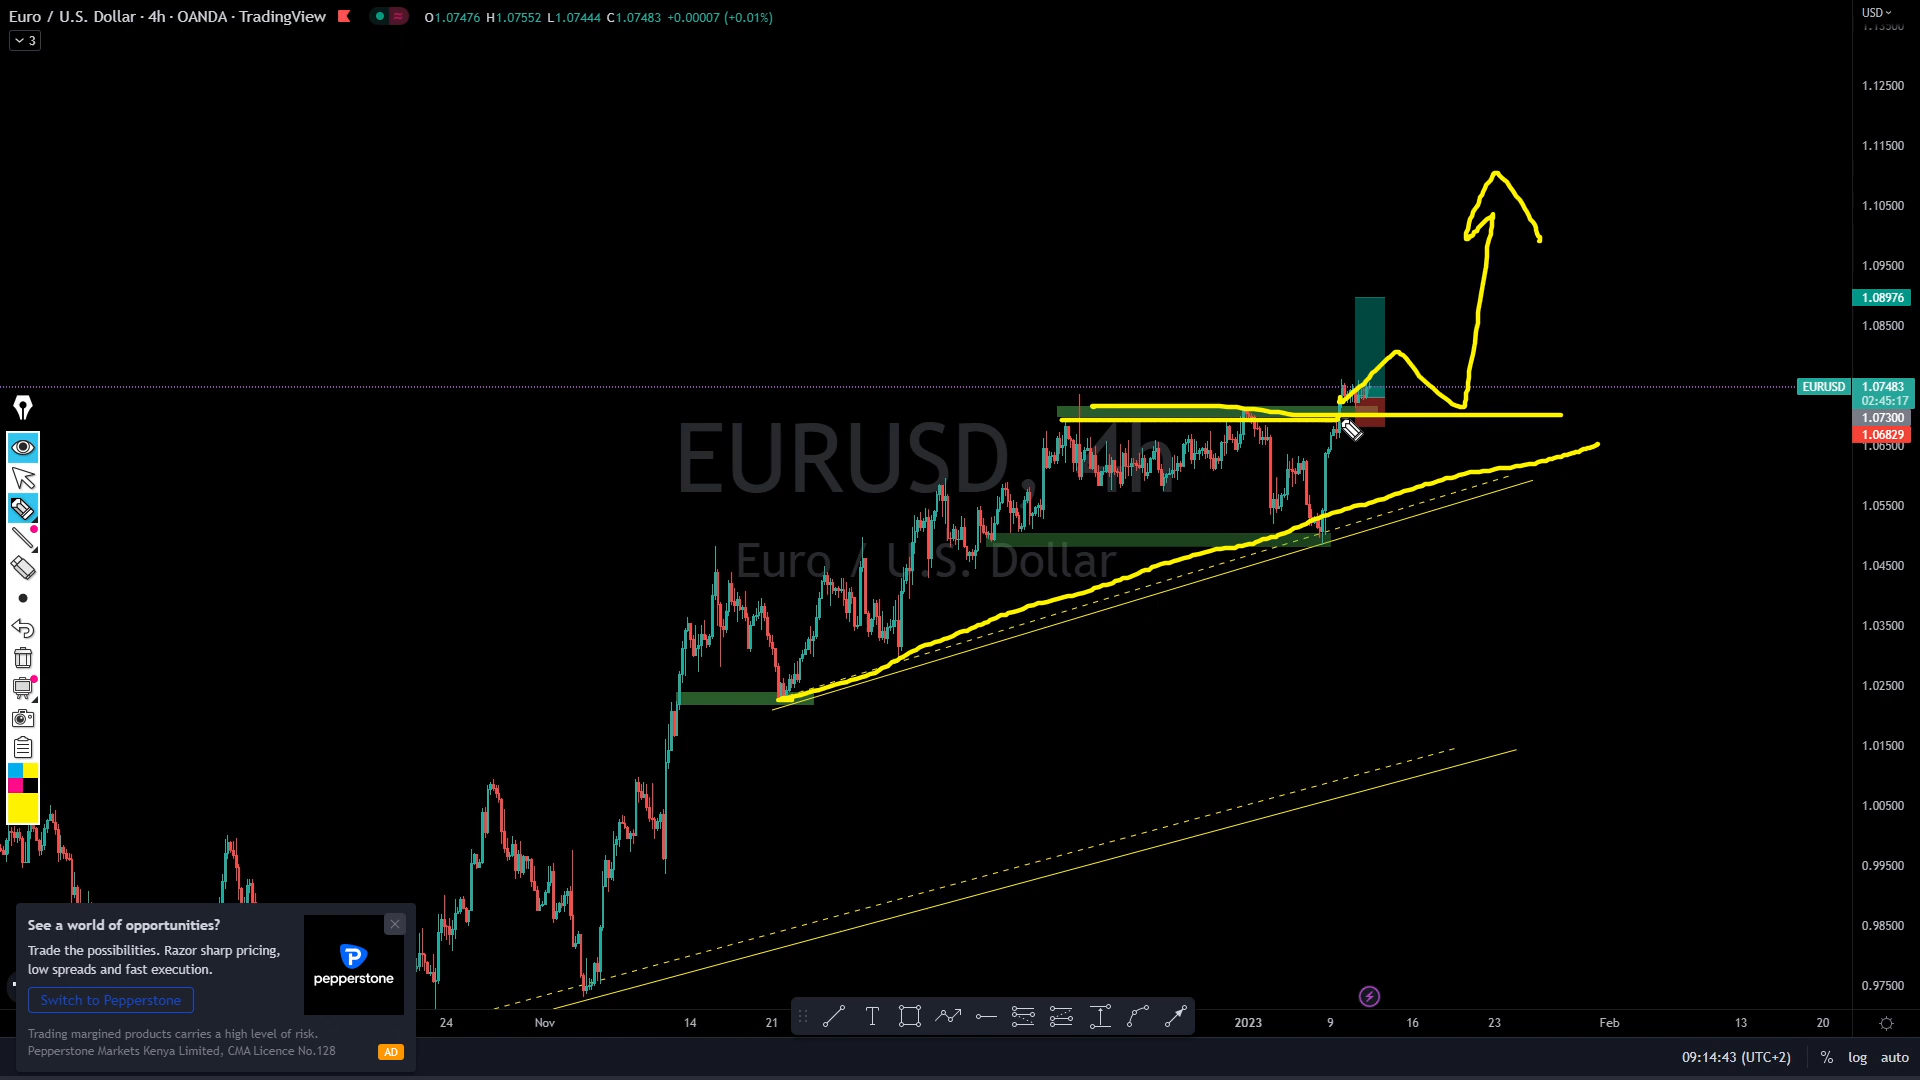 Euro / U.S. Dollar · 4h · OANDA · TradingView
O1.07476 H1.07552 L1.07444 C1.07483 +0.00007 (+0.01%)
USD
3
1.13500
1.12500
1.11500
1.10500
1.09500
1.08976
1.08500
EURUSD 1.07483
02:45:17
1.07300
1.06829
1.06500
1.05500
1.04500
1.03500
1.02500
1.01500
1.00500
0.99500
0.98500
0.97500
EURUSD, 4h
Euro / U.S. Dollar
See a world of opportunities?
Trade the possibilities. Razor sharp pricing,
low spreads and fast execution.
Switch to Pepperstone
pepperstone
Trading margined products carries a high level of risk.
Pepperstone Markets Kenya Limited, CMA Licence No.128
AD
24 Nov 14 21 2023 9 16 23 Feb 13 20
09:14:43 (UTC+2) % log auto